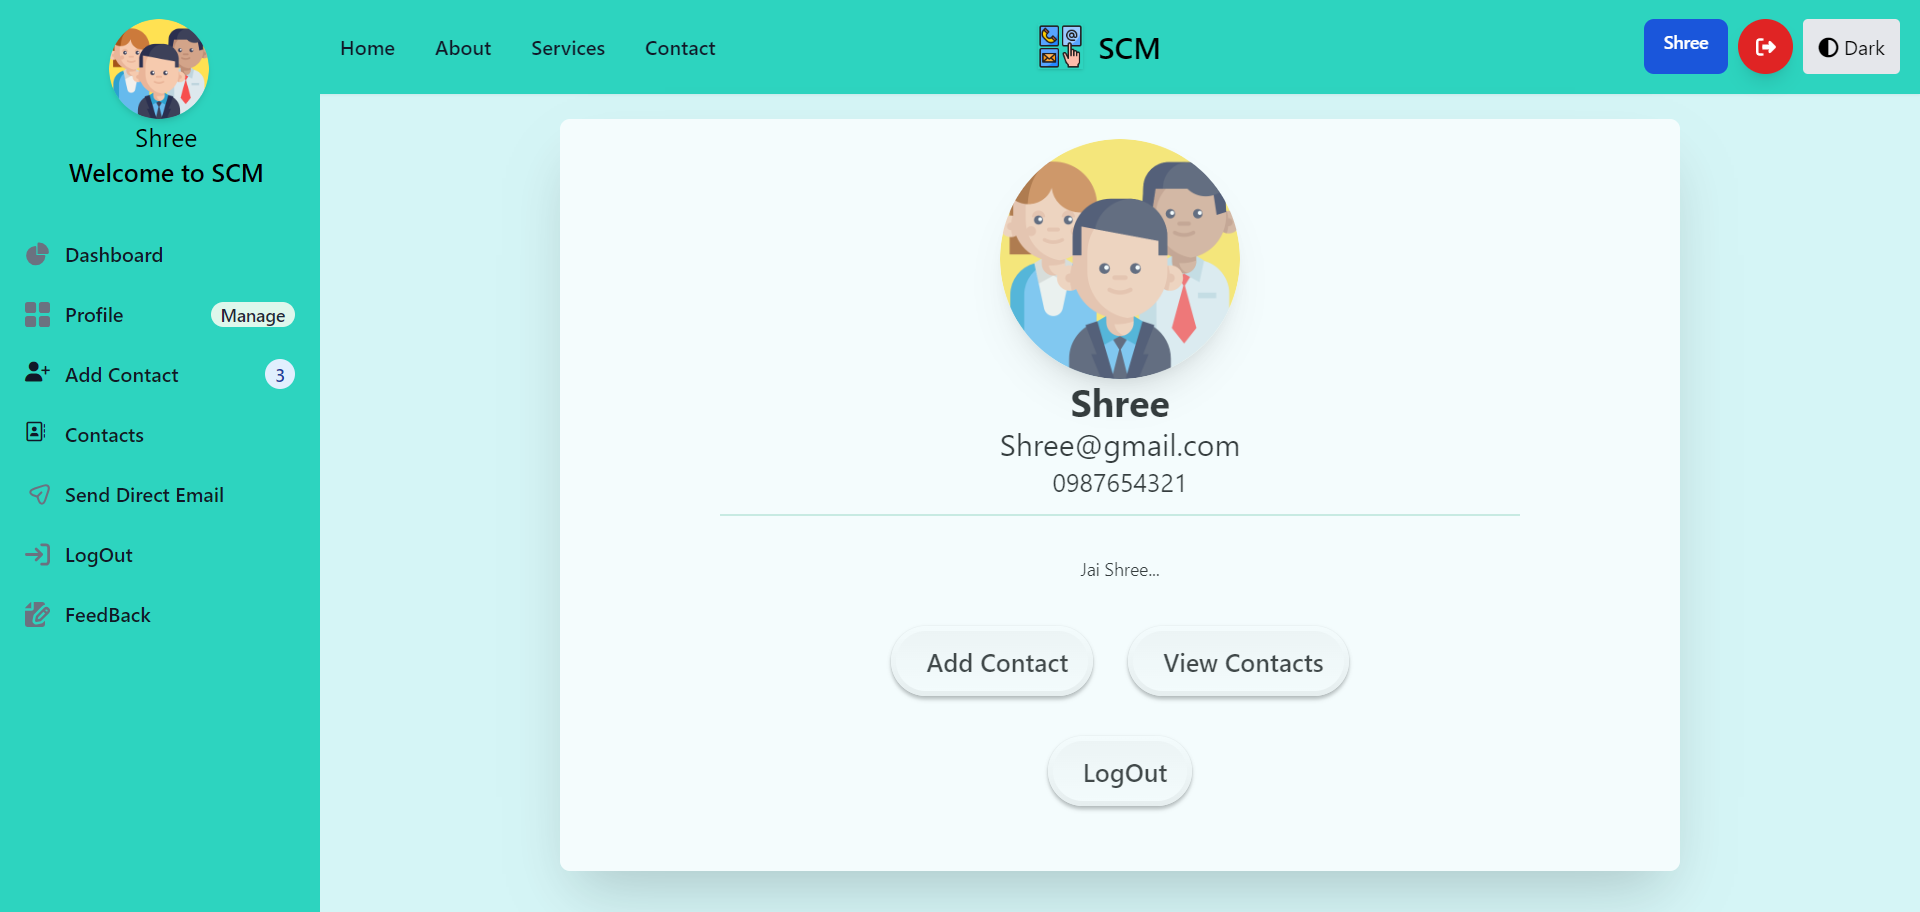 Shree
Welcome to SCM
Dashboard
Profile
Manage
Add Contact
3
Contacts
Send Direct Email
LogOut
FeedBack
Home
About
Services
Contact
@
SCM
Shree
Dark
Shree
Shree@gmail.com
0987654321
Jai Shree...
Add Contact
View Contacts
LogOut